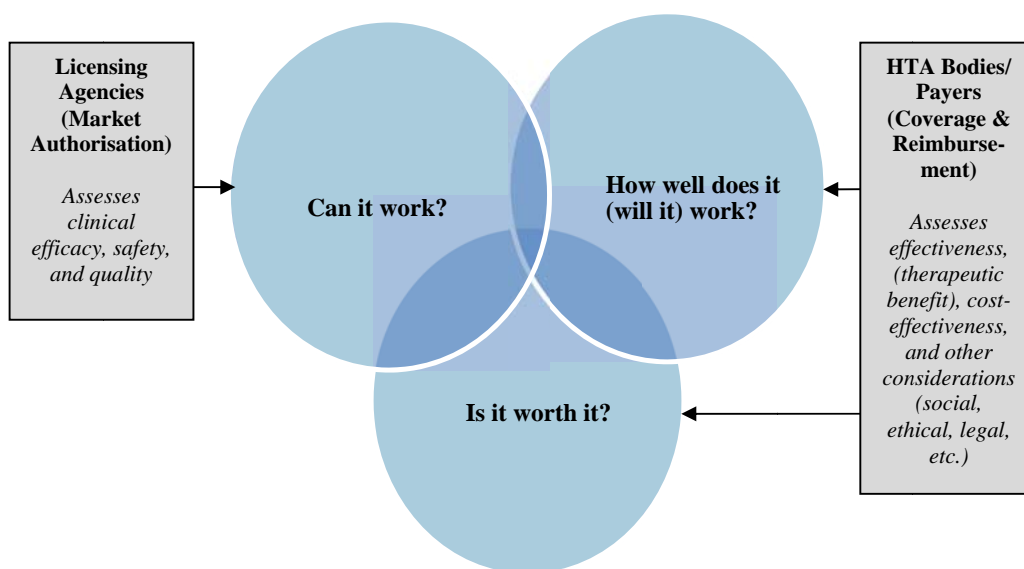 Licensing
Agencies
(Market
Authorisation)
Assesses
clinical
efficacy, safety,
and quality
Can it work?
How well does it
(will it) work?
Is it worth it?
HTA Bodies/
Payers
(Coverage &
Reimburse-
ment)
Assesses
effectiveness,
(therapeutic
benefit), cost-
effectiveness,
and other
considerations
(social,
ethical, legal,
etc.)